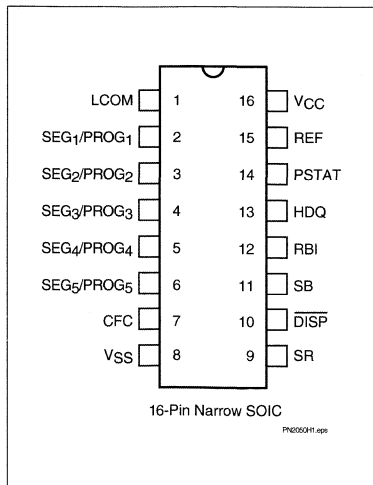 LCOM 1 16 VCC
SEG1/PROG1 2 15 REF
SEG2/PROG2 3 14 PSTAT
SEG3/PROG3 4 13 HDQ
SEG4/PROG4 5 12 RBI
SEG5/PROG5 6 11 SB
CFC 7 10 DISP
VSS 8 9 SR
16-Pin Narrow SOIC
PN2050H1.eps